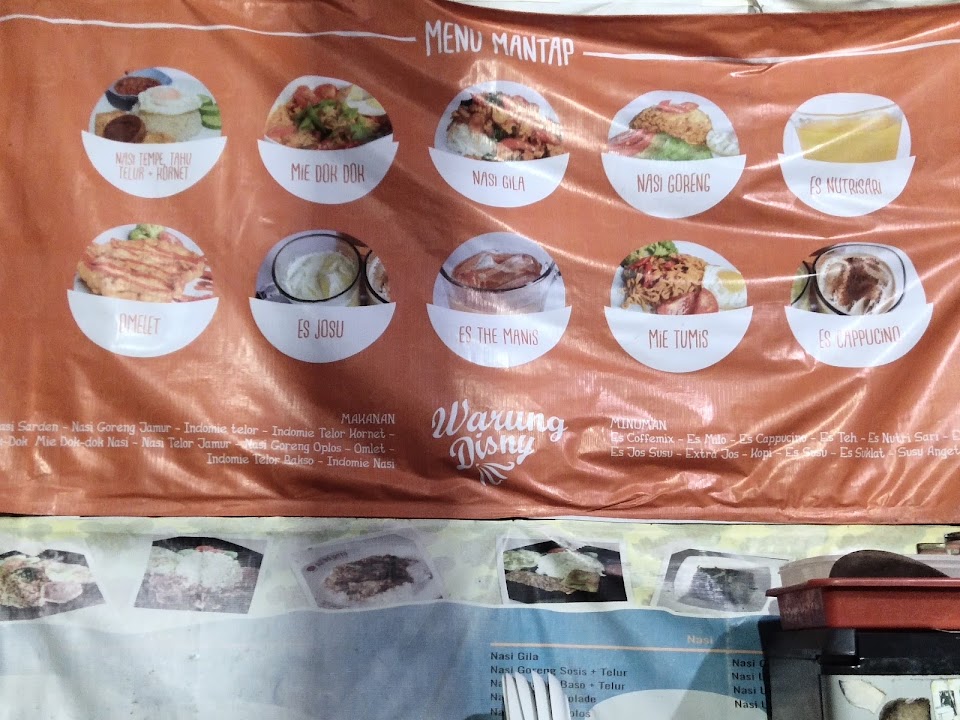 MENU MANTAP
NASI TEMPE, TAHU
TELUR + KORNET
MIE DOK DOK
NASI GILA
NASI GORENG
ES NUTRISARI
OMELET
ES JOSU
ES THE MANIS
MIE TUMIS
ES CAPPUCINO
MAKANAN
Sarden - Nasi Goreng Jamur - Indomie telor - Indomie Telor Kornet -
Mie Dok-dok Nasi - Nasi Telor Jamur - Nasi Goreng Oplos - Omlet -
Indomie Telor Bakso - Indomie Nasi
Warung
Disny
MINUMAN
Es Coffemix - Es Milo - Es Cappucino - Es Teh - Es Nutri Sari -
Es Jos Susu - Extra Jos - Kopi - Es Sosu - Es Suklat - Susu Anget
Nasi
Nasi Gila
Nasi Goreng Sosis + Telur
Baso + Telur